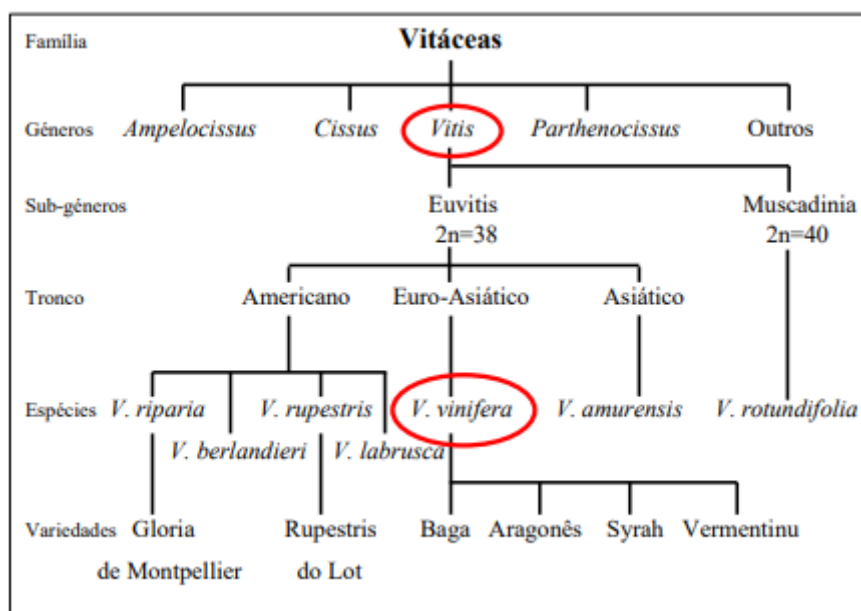 Família Vitáceas
Géneros Ampelocissus Cissus Vitis Parthenocissus Outros
Sub-géneros Euvitis Muscadinia
2n=38 2n=40
Tronco Americano Euro-Asiático Asiático
Espécies V. riparia V. rupestris V. vinifera V. amurensis V. rotundifolia
V. berlandieri V. labrusca
Variedades Gloria Rupestris Baga Aragonês Syrah Vermentinu
de Montpellier do Lot